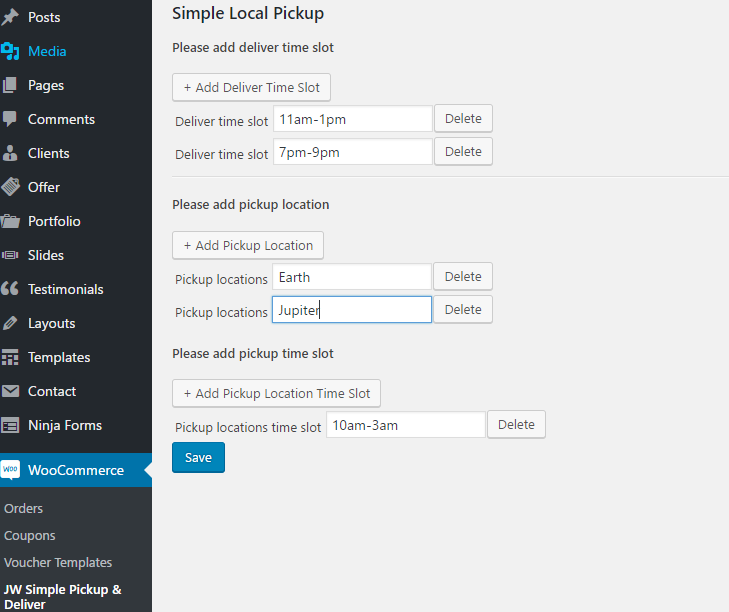 Posts
Media
Pages
Comments
Clients
Offer
Portfolio
Slides
Testimonials
Layouts
Templates
Contact
Ninja Forms
woo WooCommerce
Orders
Coupons
Voucher Templates
JW Simple Pickup &
Deliver
Simple Local Pickup
Please add deliver time slot
+ Add Deliver Time Slot
Deliver time slot 11am-1pm Delete
Deliver time slot 7pm-9pm Delete
Please add pickup location
+ Add Pickup Location
Pickup locations Earth Delete
Pickup locations Jupiter Delete
Please add pickup time slot
+ Add Pickup Location Time Slot
Pickup locations time slot 10am-3am Delete
Save